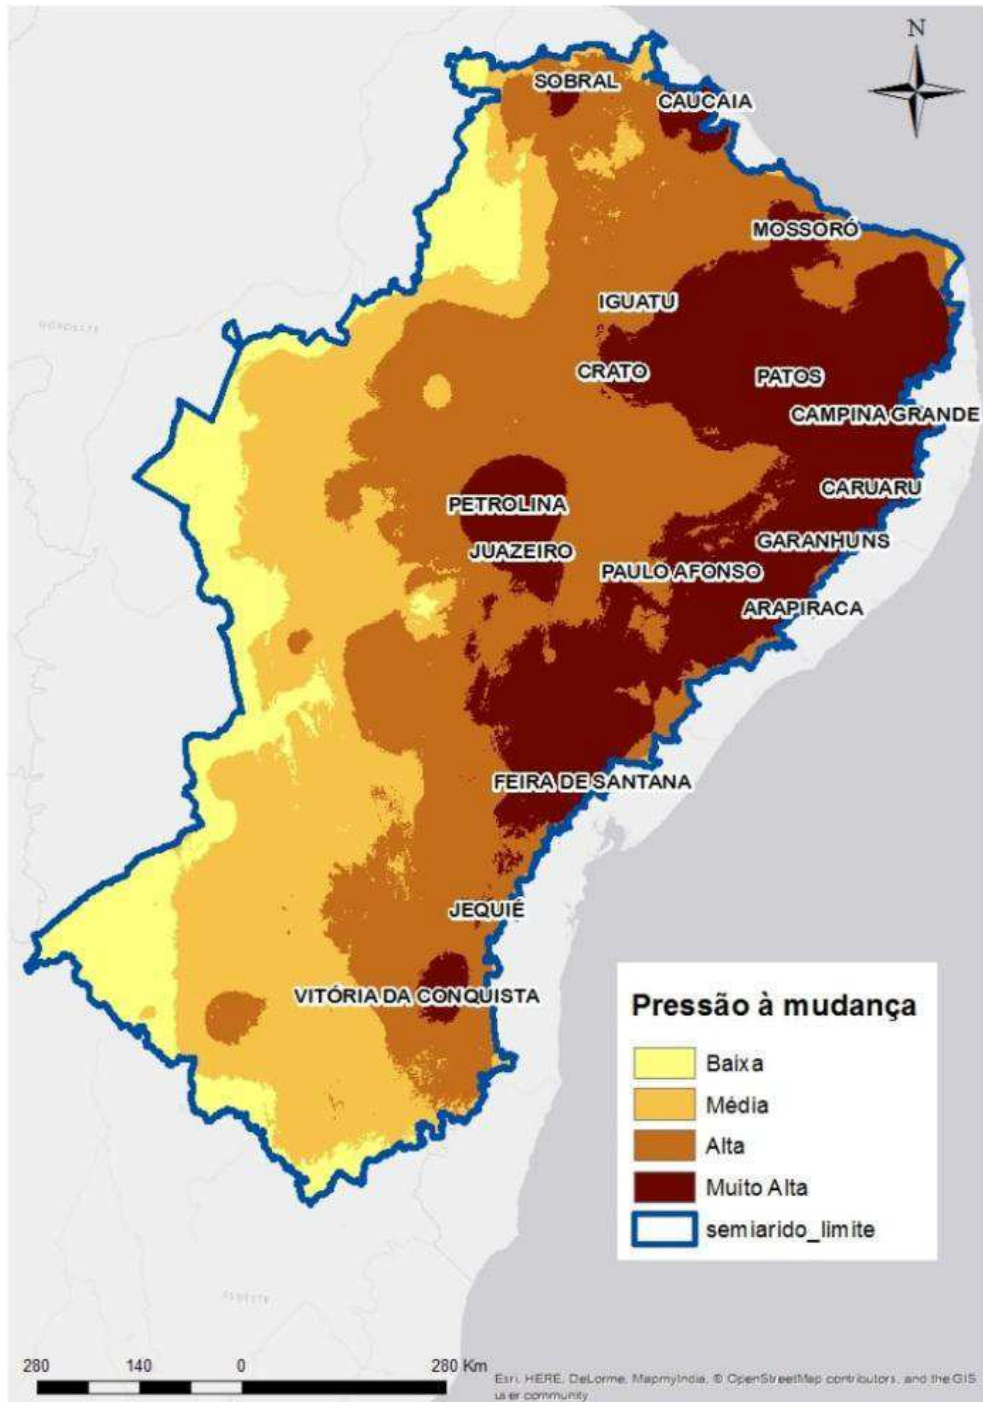 N
SOBRAL
CAUCAIA
MOSSORÓ
IGUATU
CRATO
PATOS
CAMPINA GRANDE
PETROLINA
CARUARU
JUAZEIRO
GARANHUNS
PAULO AFONSO
ARAPIRACA
FEIRA DE SANTANA
JEQUIÉ
VITÓRIA DA CONQUISTA
Pressão à mudança
Baixa
Média
Alta
Muito Alta
semiarido_limite
280 140 0 280 Km
Esri, HERE, DeLorme, MapmyIndia, © OpenStreetMap contributors, and the GIS
user community